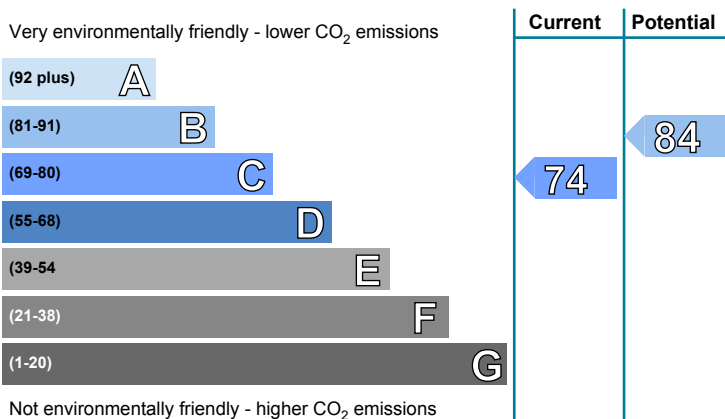 Very environmentally friendly - lower CO2 emissions
Current
Potential
(92 plus) A
(81-91) B
(69-80) C
(55-68) D
(39-54 E
(21-38) F
(1-20) G
74
84
Not environmentally friendly - higher CO2 emissions